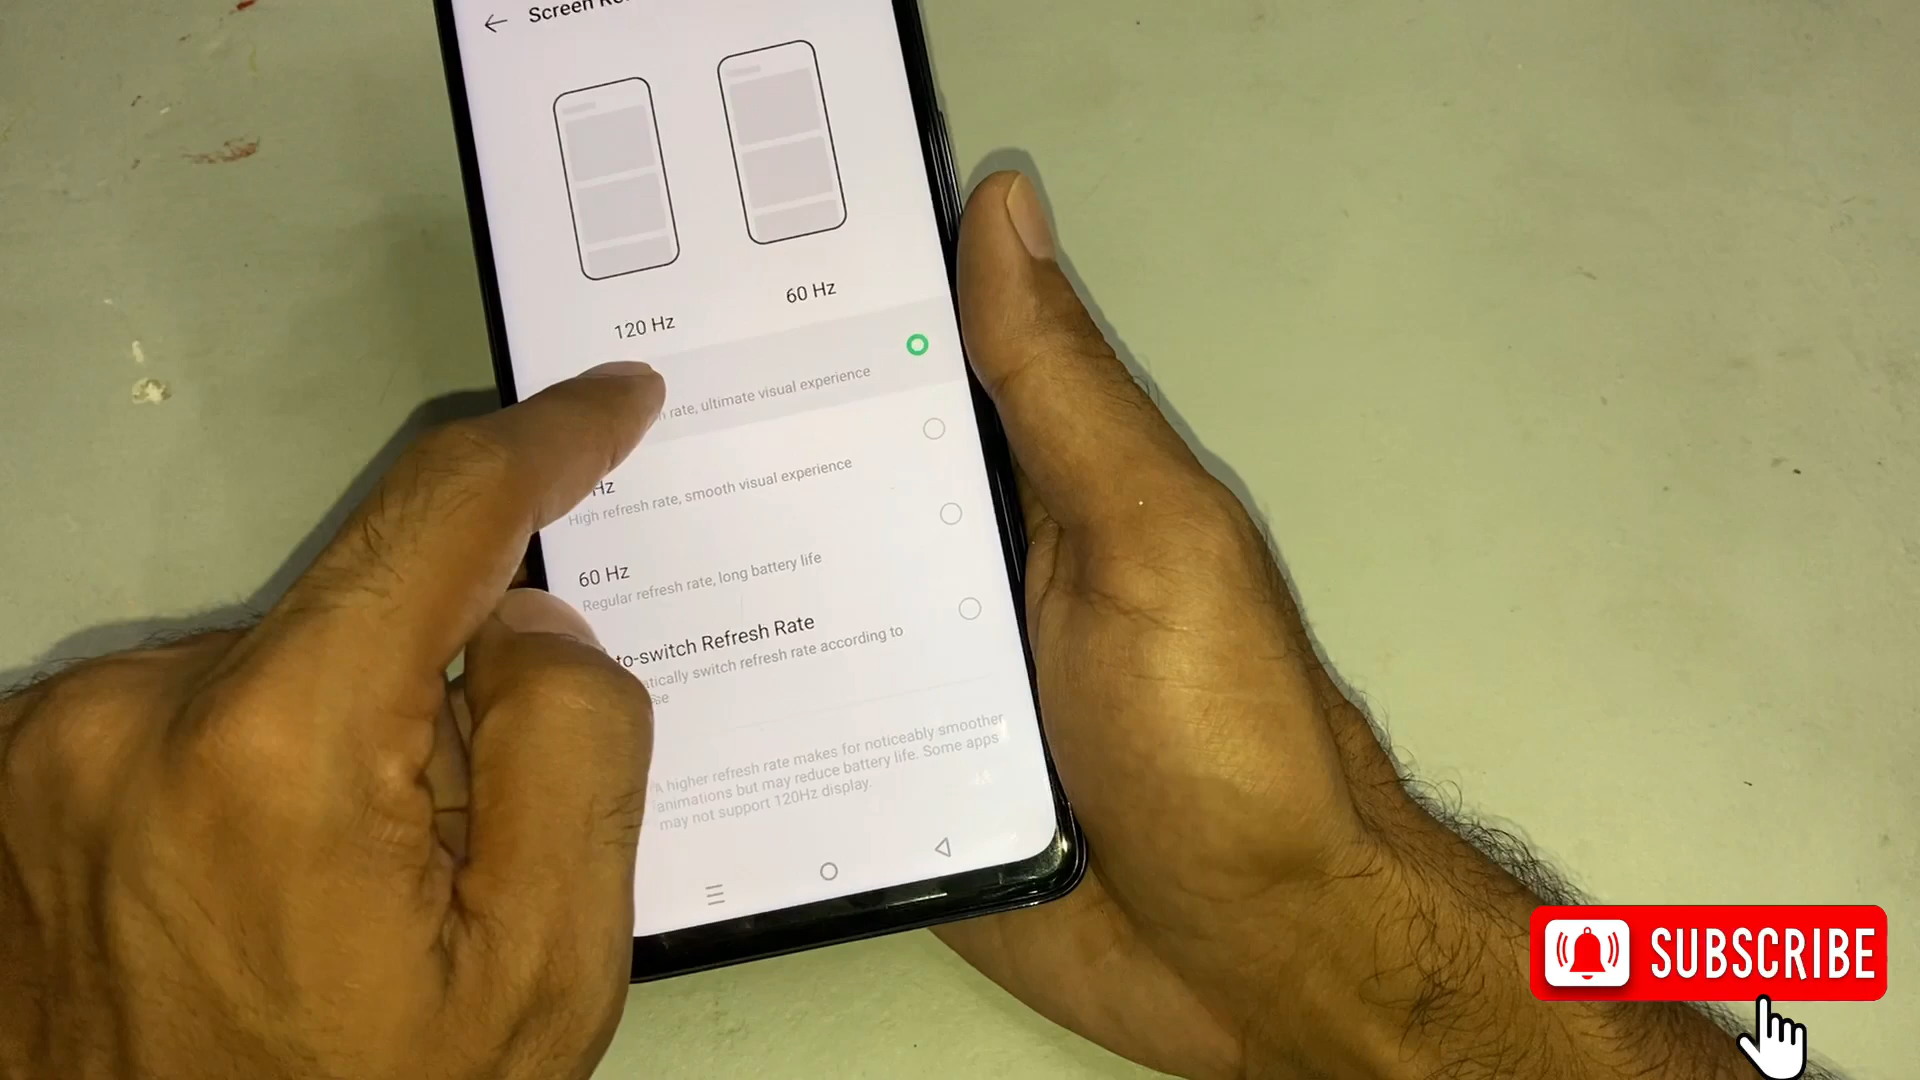 Screen
120 Hz
60 Hz
rate, ultimate visual experience
Hz
High refresh rate, smooth visual experience
60 Hz
Regular refresh rate, long battery life
to-switch Refresh Rate
atically switch refresh rate according to
se
A higher refresh rate makes for noticeably smoother
animations but may reduce battery life. Some apps
may not support 120Hz display.
SUBSCRIBE